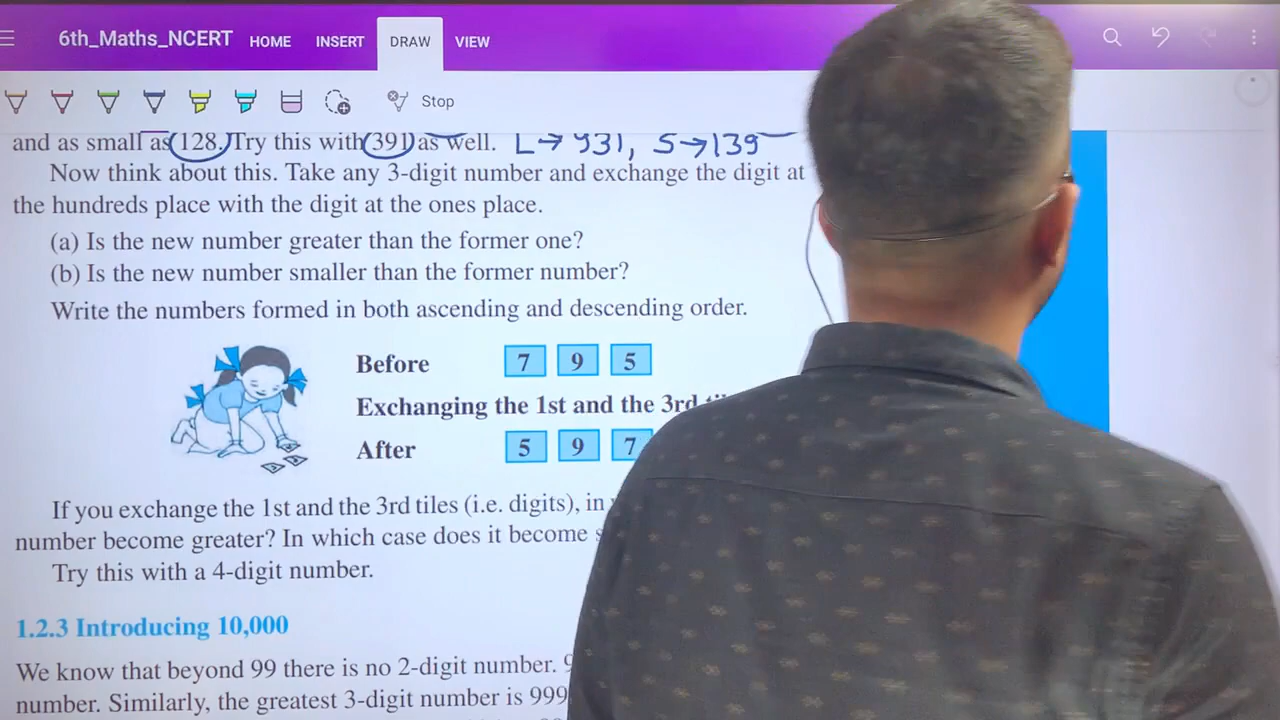 6th_Maths_NCERT HOME INSERT DRAW VIEW
Stop
and as small as 128. Try this with 391 as well. L→931, S→139
Now think about this. Take any 3-digit number and exchange the digit at
the hundreds place with the digit at the ones place.
(a) Is the new number greater than the former one?
(b) Is the new number smaller than the former number?
Write the numbers formed in both ascending and descending order.
Before 7 9 5
Exchanging the 1st and the 3rd
After 5 9 7
If you exchange the 1st and the 3rd tiles (i.e. digits), in
number become greater? In which case does it become
Try this with a 4-digit number.
1.2.3 Introducing 10,000
We know that beyond 99 there is no 2-digit number.
number. Similarly, the greatest 3-digit number is 999